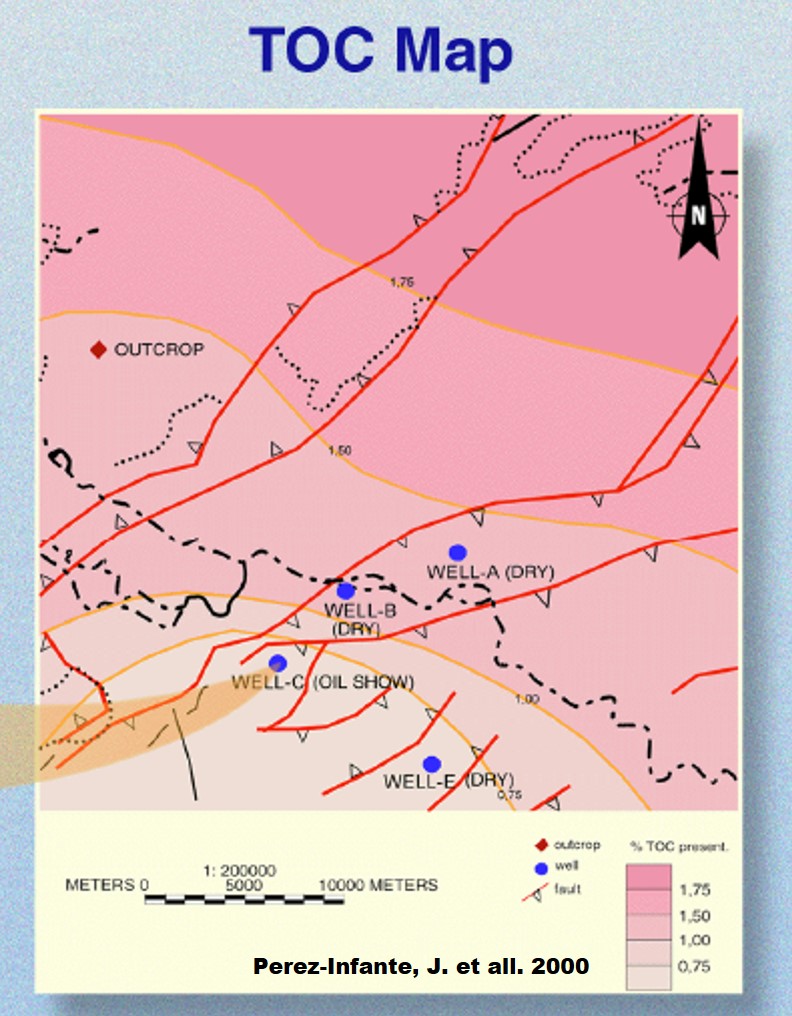 TOC Map
N
1,75
OUTCROP
1,50
WELL-A (DRY)
WELL-B
(DRY)
WELL-C (OIL SHOW)
1,00
WELL-E (DRY)
0,75
1: 200000
METERS 0 5000 10000 METERS
outcrop
well
fault
% TOC present.
1,75
1,50
1,00
0,75
Perez-Infante, J. et all. 2000